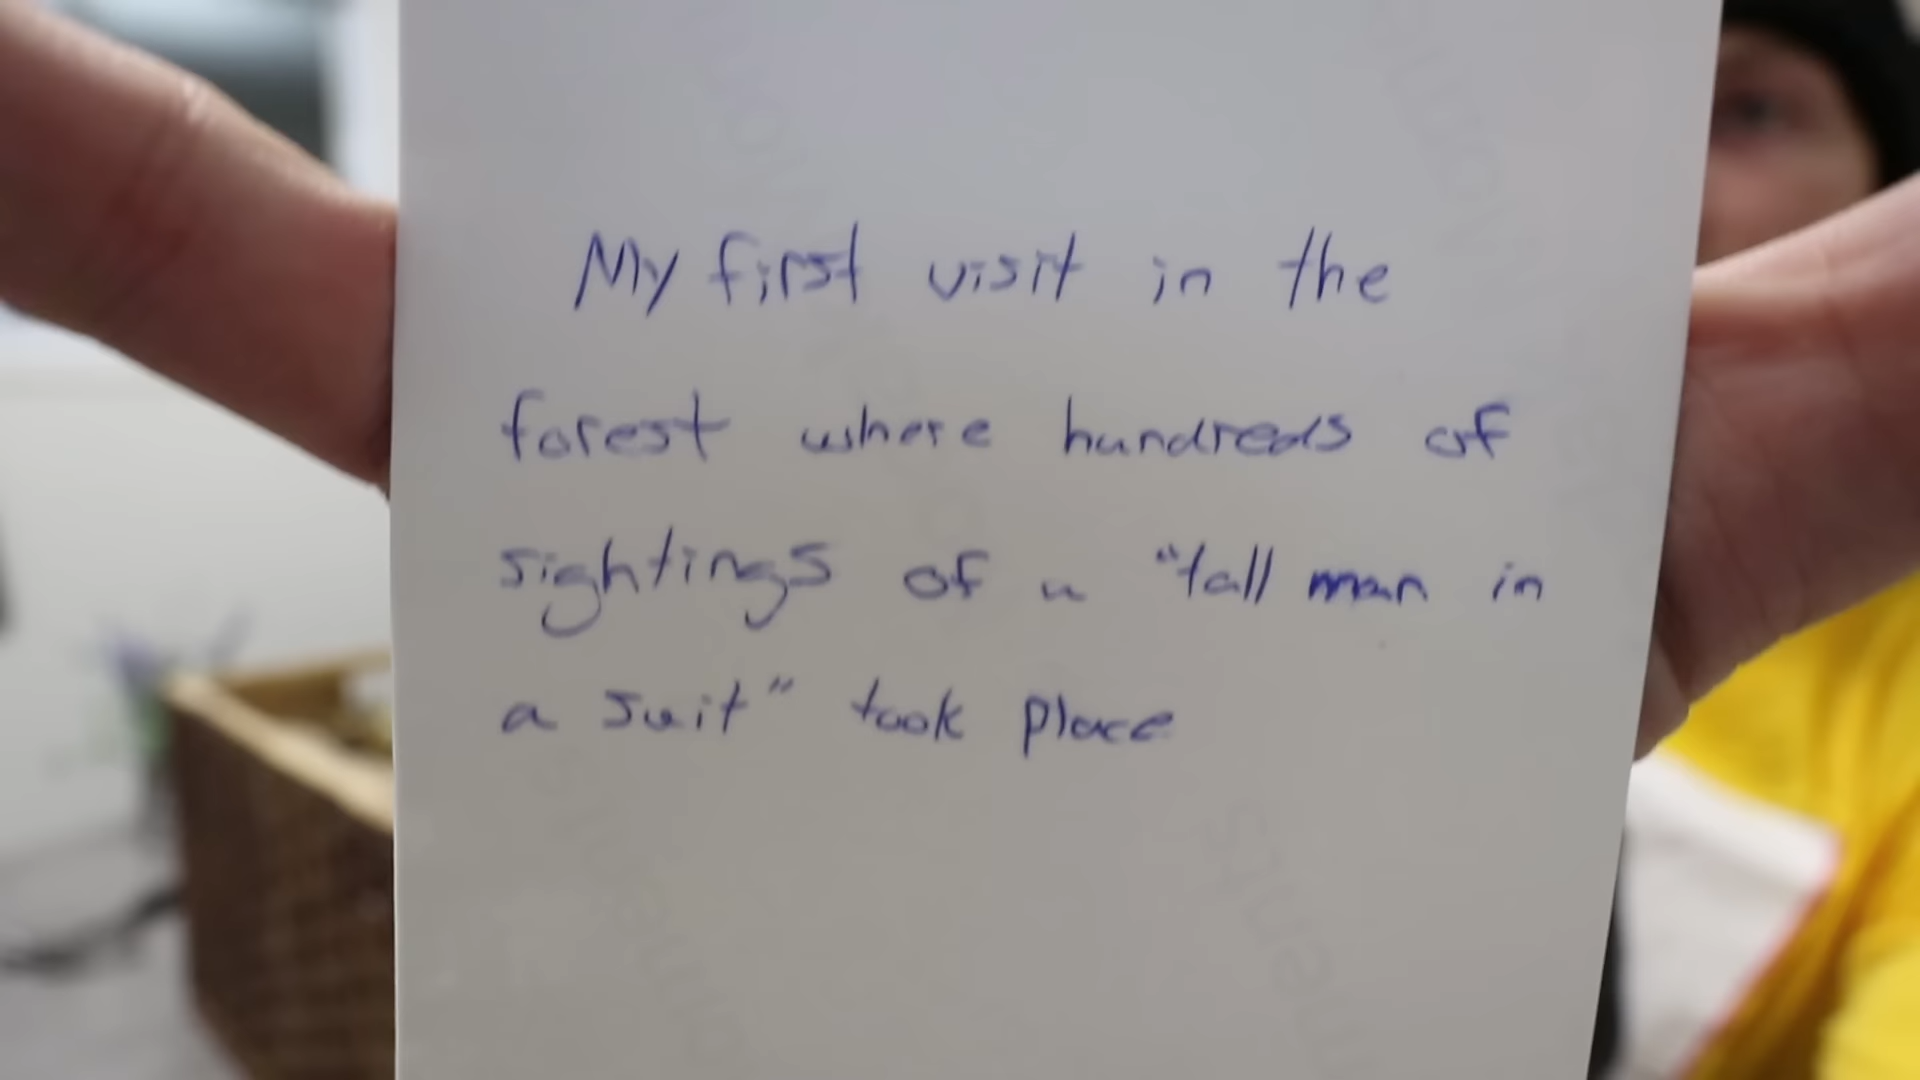 My first visit in the
forest where hundreds of
sightings of a "tall man in
a suit" took place